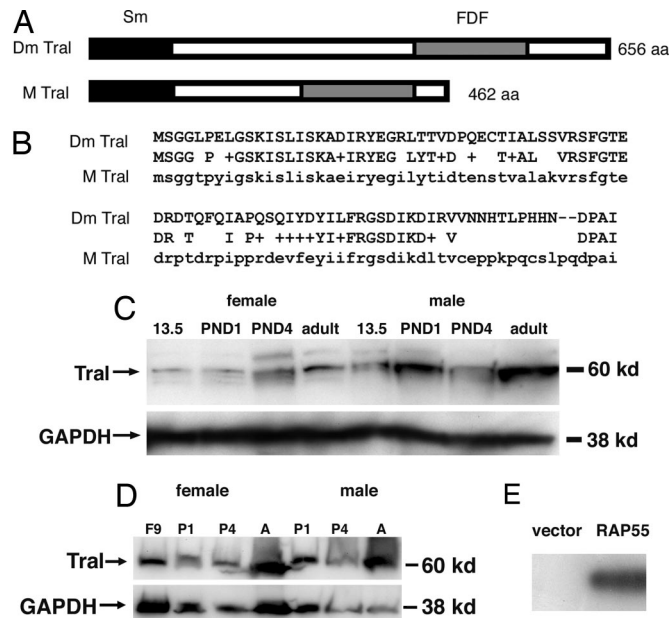 A
Sm FDF
Dm Tral 656 aa
M Tral 462 aa
B
Dm Tral MSGGLPELGSKISLISKADIRYEGRLTTVDPQECTIALSSVRSFGTE
MSGG P +GSKISLISKA+IRYEG LYT+D + T+AL VRSFGTE
M Tral msggtpyigskisliskaeiryegilytidtenstvalakvrsfgte
Dm Tral DRDTQFQIAPQSQIYDYILFRGSDIKDIRVVNNHTLPHHN--DPAI
DR T I P+ ++++YI+FRGSDIKD+ V DPAI
M Tral drptdrpipprdevfeyiifrgsdikdltvceppkpqcslpqdpai
C
female male
13.5 PND1 PND4 adult 13.5 PND1 PND4 adult
Tral 60 kd
GAPDH 38 kd
D
female male
F9 P1 P4 A P1 P4 A
Tral 60 kd
GAPDH 38 kd
E
vector RAP55